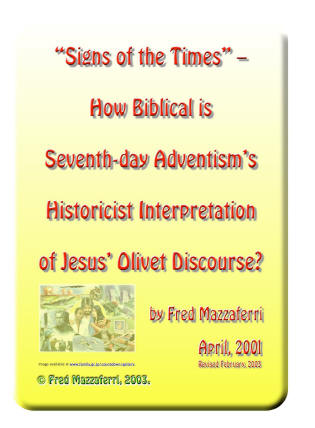 “Signs of the Times” –
How Biblical is
Seventh-day Adventism’s
Historicist Interpretation
of Jesus’ Olivet Discourse?
by Fred Mazzaferri
April, 2001
Revised February, 2003
Image available at
© Fred Mazzaferri, 2003.